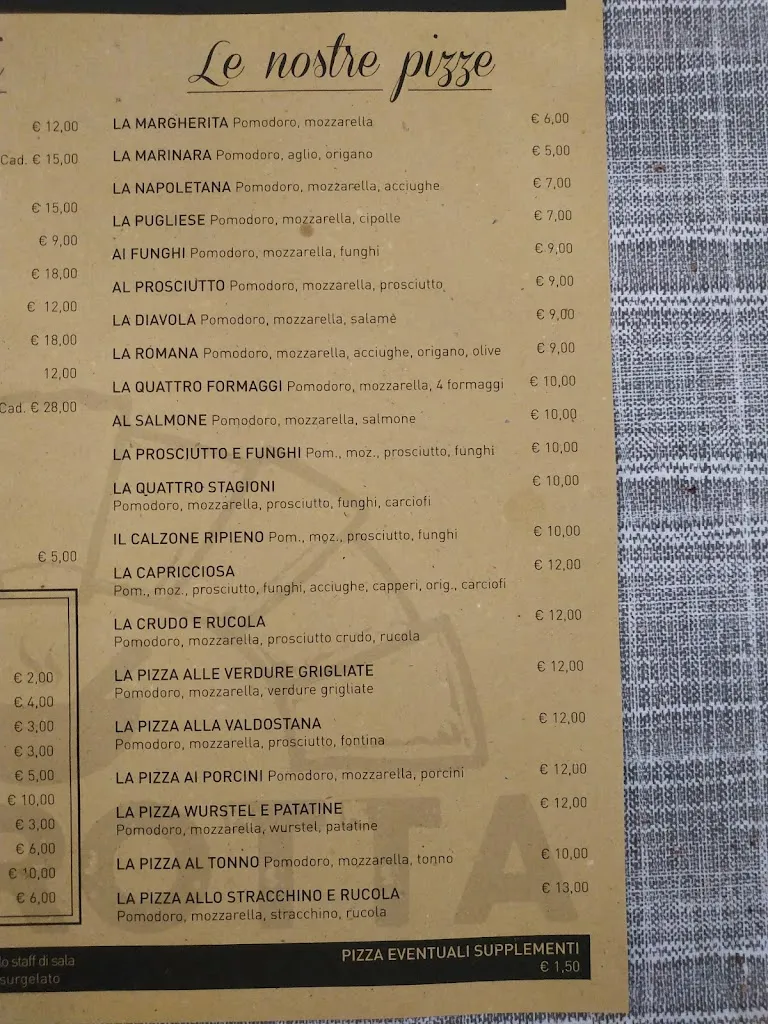 € 12,00
Cad. € 15,00
€ 15,00
€ 9,00
€ 18,00
€ 12,00
€ 18,00
12,00
Cad. € 28,00
€ 5,00
€ 2,00
€ 4,00
€ 3,00
€ 3,00
€ 5,00
€ 10,00
€ 3,00
€ 6,00
€ 10,00
€ 6,00
lo staff di sala
surgelato
Le nostre pizze
LA MARGHERITA Pomodoro, mozzarella € 6,00
LA MARINARA Pomodoro, aglio, origano € 5,00
LA NAPOLETANA Pomodoro, mozzarella, acciughe € 7,00
LA PUGLIESE Pomodoro, mozzarella, cipolle € 7,00
AI FUNGHI Pomodoro, mozzarella, funghi € 9,00
AL PROSCIUTTO Pomodoro, mozzarella, prosciutto € 9,00
LA DIAVOLA Pomodoro, mozzarella, salame € 9,00
LA ROMANA Pomodoro, mozzarella, acciughe, origano, olive € 9,00
LA QUATTRO FORMAGGI Pomodoro, mozzarella, 4 formaggi € 10,00
AL SALMONE Pomodoro, mozzarella, salmone € 10,00
LA PROSCIUTTO E FUNGHI Pom., moz., prosciutto, funghi € 10,00
LA QUATTRO STAGIONI € 10,00
Pomodoro, mozzarella, prosciutto, funghi, carciofi
IL CALZONE RIPIENO Pom., moz., prosciutto, funghi € 10,00
LA CAPRICCIOSA € 12,00
Pom., moz., prosciutto, funghi, acciughe, capperi, orig., carciofi
LA CRUDO E RUCOLA € 12,00
Pomodoro, mozzarella, prosciutto crudo, rucola
LA PIZZA ALLE VERDURE GRIGLIATE € 12,00
Pomodoro, mozzarella, verdure grigliate
LA PIZZA ALLA VALDOSTANA € 12,00
Pomodoro, mozzarella, prosciutto, fontina
LA PIZZA AI PORCINI Pomodoro, mozzarella, porcini € 12,00
LA PIZZA WURSTEL E PATATINE € 12,00
Pomodoro, mozzarella, wurstel, patatine
LA PIZZA AL TONNO Pomodoro, mozzarella, tonno € 10,00
LA PIZZA ALLO STRACCHINO E RUCOLA € 13,00
Pomodoro, mozzarella, stracchino, rucola
PIZZA EVENTUALI SUPPLEMENTI
€ 1,50